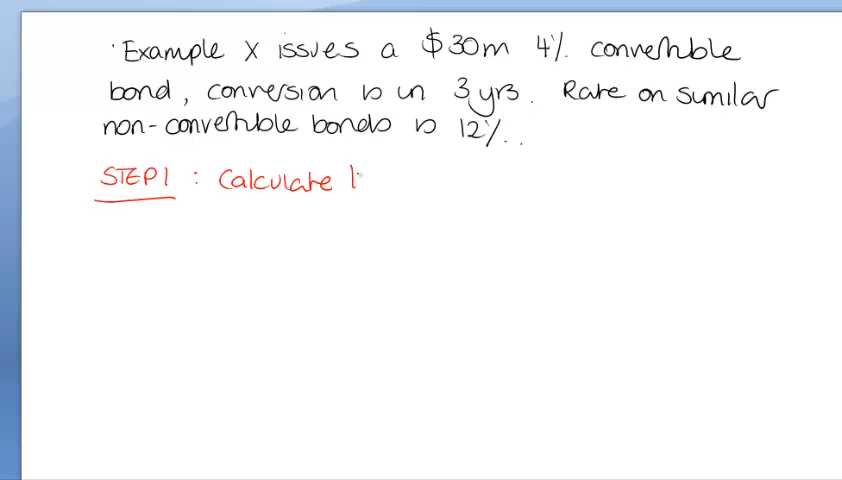 Example X issues a $30m 4% convertible
bond, conversion is in 3 yrs. Rate on similar
non-convertible bonds is 12%.
STEP 1 : Calculate